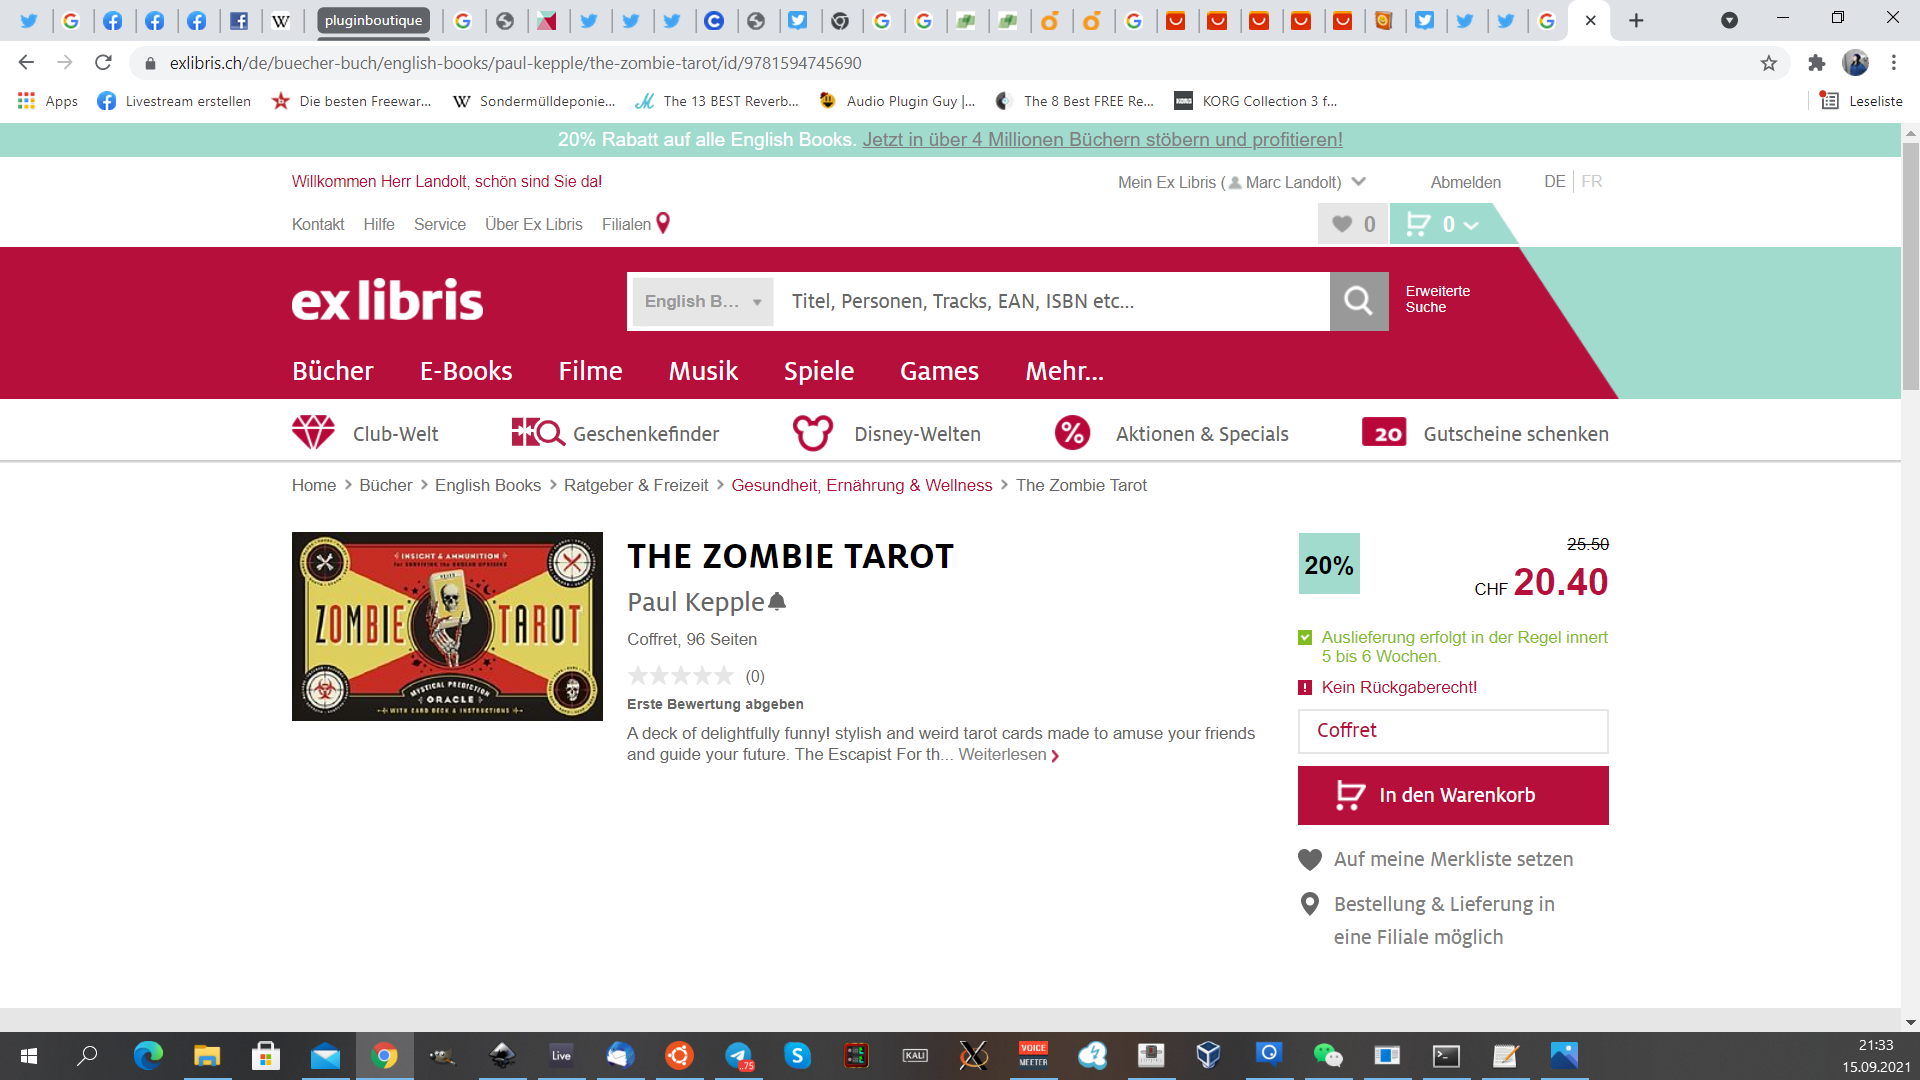 pluginboutique
exlibris.ch/de/buecher-buch/english-books/paul-kepple/the-zombie-tarot/id/9781594745690
Apps
Livestream erstellen
Die besten Freewar...
Sondermülldeponie...
The 13 BEST Reverb...
Audio Plugin Guy |...
The 8 Best FREE Re...
KORG Collection 3 f...
Leseliste
20% Rabatt auf alle English Books. Jetzt in über 4 Millionen Büchern stöbern und profitieren!
Willkommen Herr Landolt, schön sind Sie da!
Mein Ex Libris ( Marc Landolt)
Abmelden
DE FR
Kontakt Hilfe Service Über Ex Libris Filialen
0
0
ex libris
English B...
Titel, Personen, Tracks, EAN, ISBN etc...
Erweiterte
Suche
Bücher E-Books Filme Musik Spiele Games Mehr...
Club-Welt
Geschenkefinder
Disney-Welten
% Aktionen & Specials
20 Gutscheine schenken
Home > Bücher > English Books > Ratgeber & Freizeit > Gesundheit, Ernährung & Wellness > The Zombie Tarot
INSIGHT & AMMUNITION
for SURVIVING the UNDEAD UPRISING
ZOMBIE TAROT
MYSTICAL PREDICTION
ORACLE
WITH CARD DECK & INSTRUCTIONS
THE ZOMBIE TAROT
Paul Kepple
Coffret, 96 Seiten
(0)
Erste Bewertung abgeben
A deck of delightfully funny! stylish and weird tarot cards made to amuse your friends
and guide your future. The Escapist For th... Weiterlesen
20%
25.50
CHF 20.40
Auslieferung erfolgt in der Regel innert
5 bis 6 Wochen.
Kein Rückgaberecht!
Coffret
In den Warenkorb
Auf meine Merkliste setzen
Bestellung & Lieferung in
eine Filiale möglich
Live
.75
KALI
VOICE
MEETER
21:33
15.09.2021